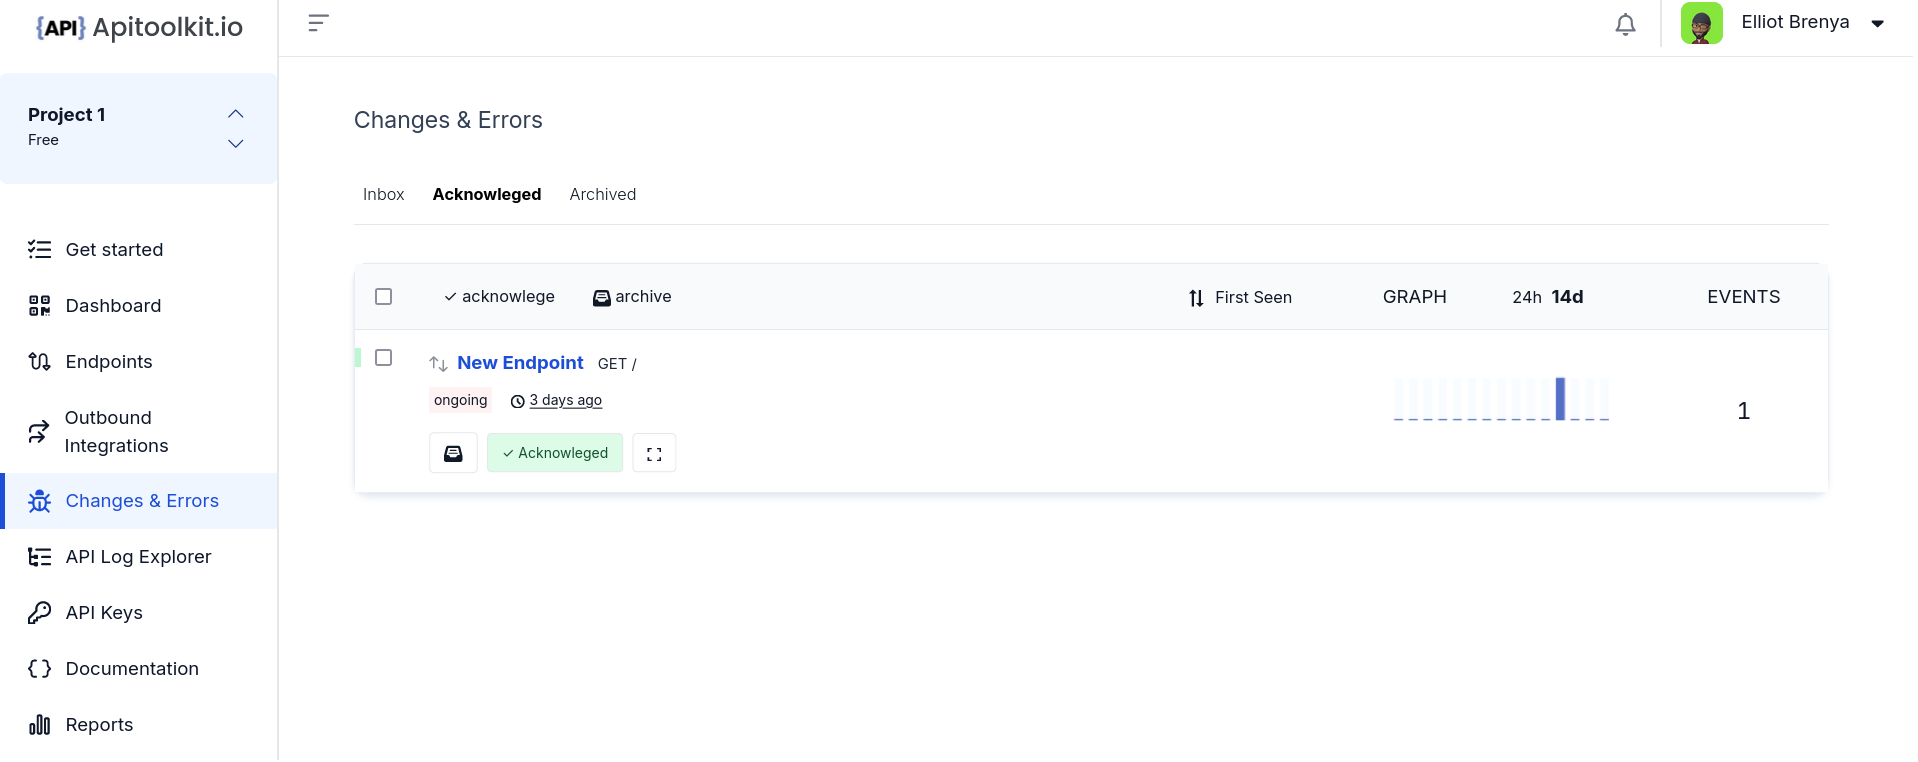 {API} Apitoolkit.io
Elliot Brenya
Project 1
Free
Get started
Dashboard
Endpoints
Outbound
Integrations
Changes & Errors
API Log Explorer
API Keys
Documentation
Reports
Changes & Errors
Inbox Acknowleged Archived
acknowlege archive First Seen GRAPH 24h 14d EVENTS
New Endpoint GET /
ongoing 3 days ago
1
Acknowleged